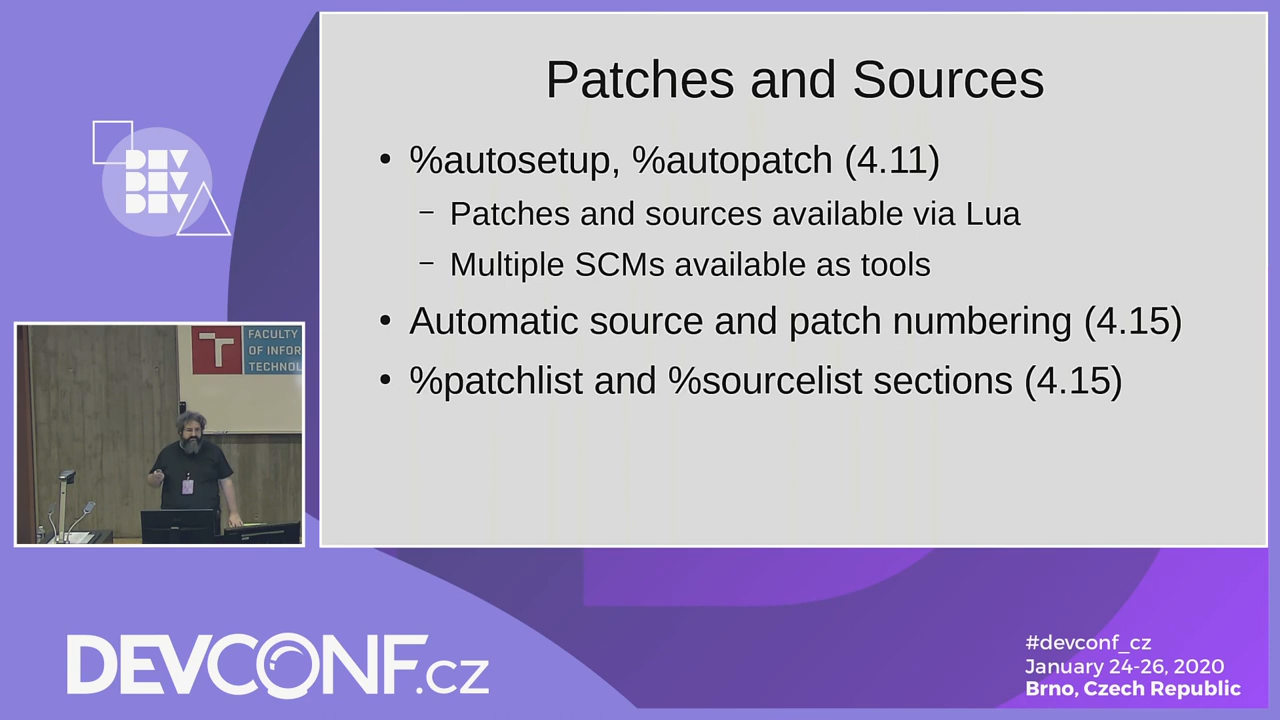 Patches and Sources
• %autosetup, %autopatch (4.11)
– Patches and sources available via Lua
– Multiple SCMs available as tools
• Automatic source and patch numbering (4.15)
• %patchlist and %sourcelist sections (4.15)
DEV
DEV
DEV
FACULTY
OF INFOR
TECHNOL
DEVCONF.cz
#devconf_cz
January 24-26, 2020
Brno, Czech Republic